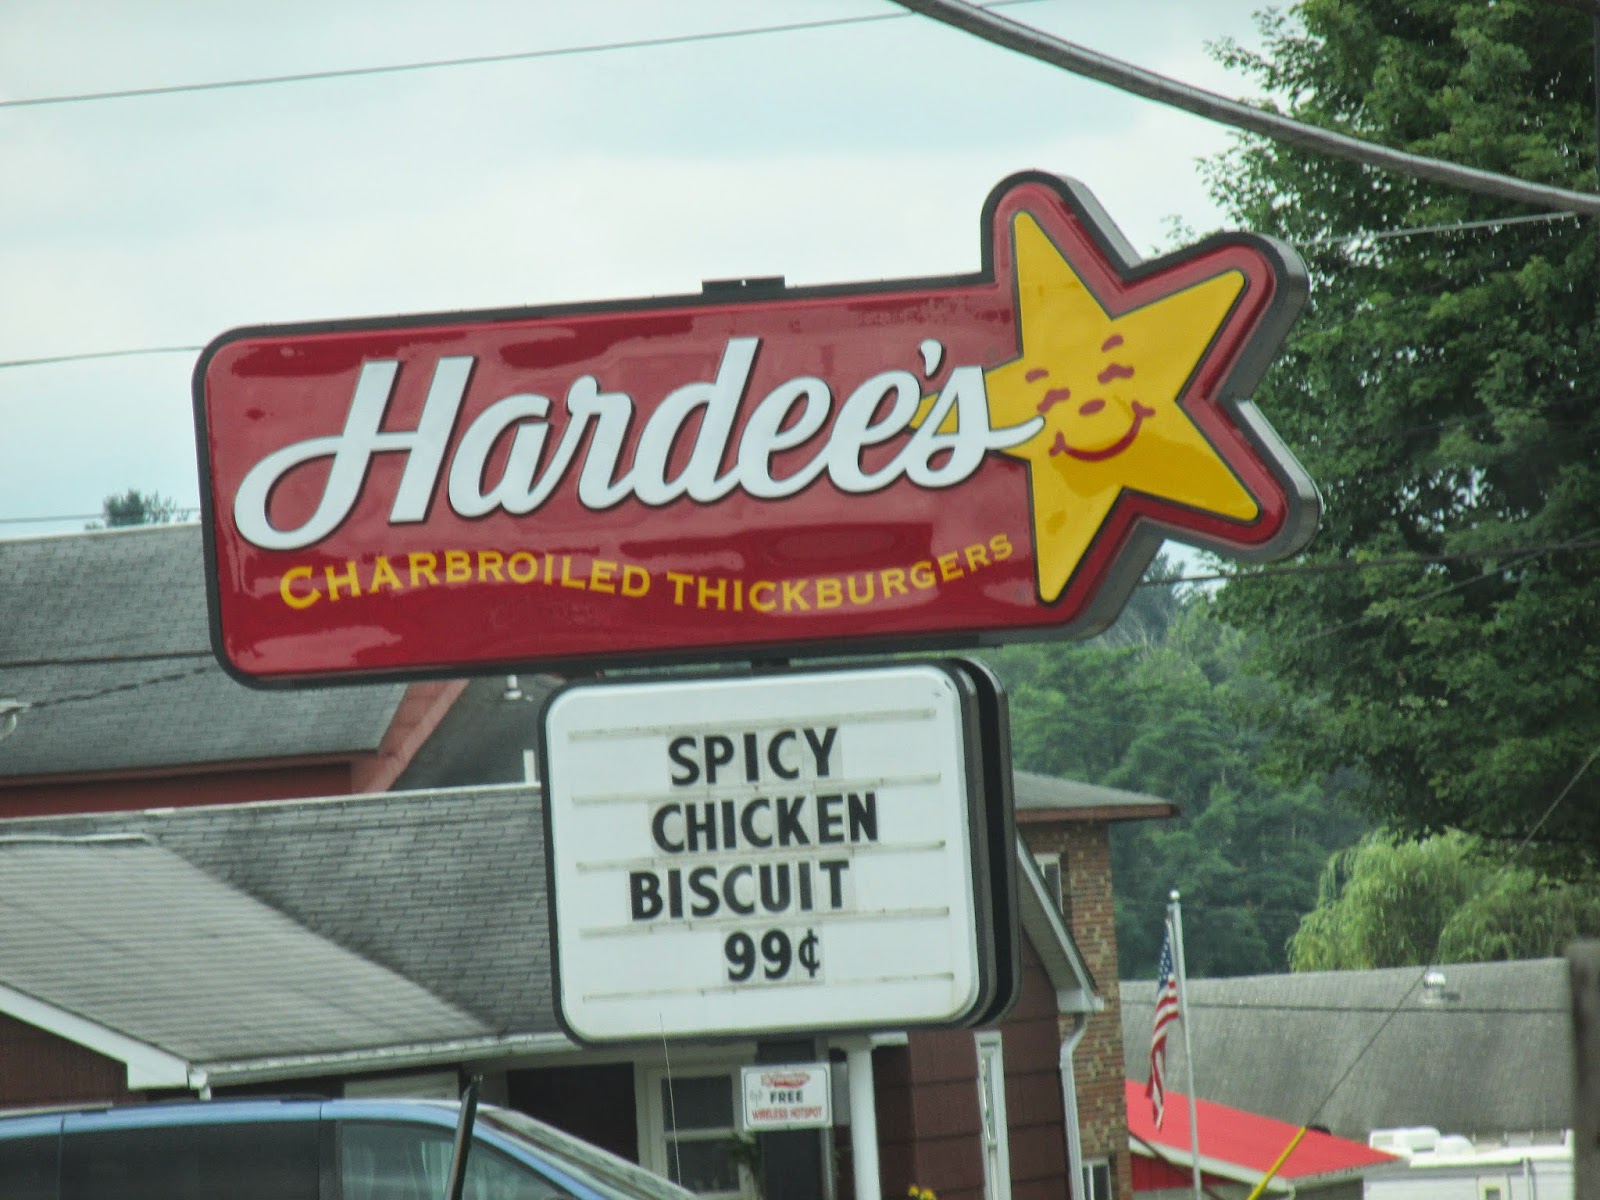 Hardee's
CHARBROILED THICKBURGERS
SPICY
CHICKEN
BISCUIT
99¢
FREE
WIRELESS HOTSPOT